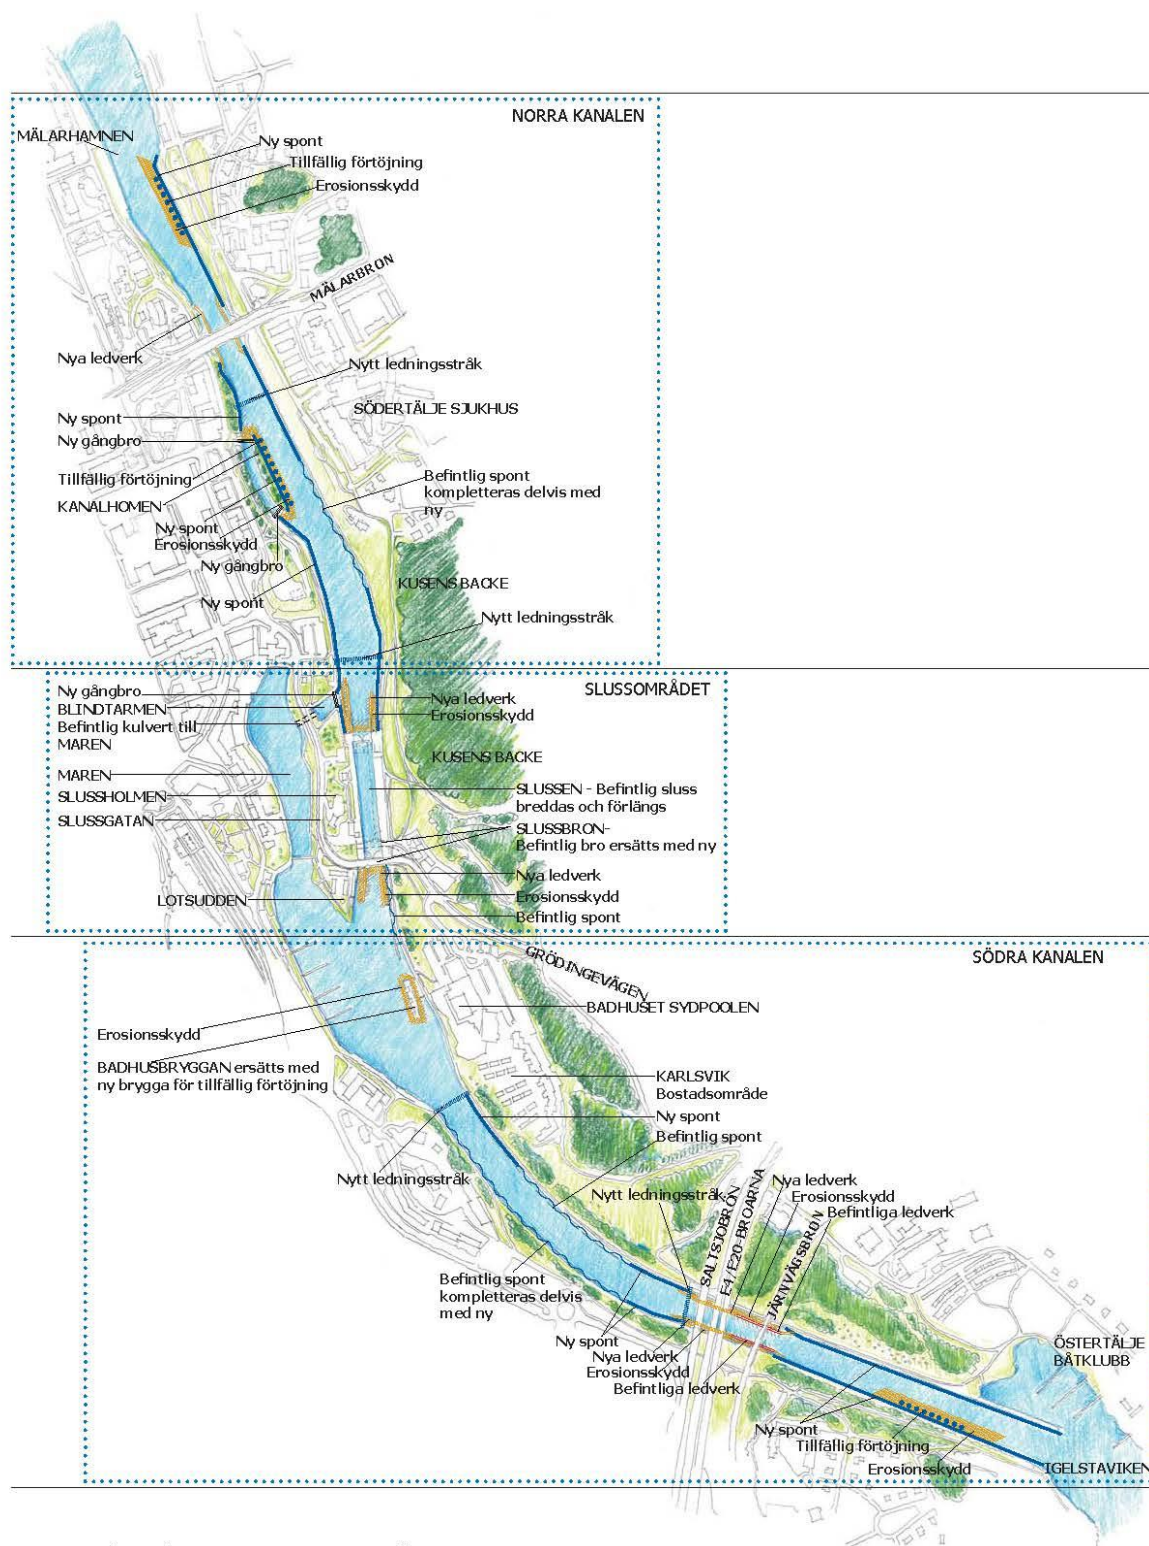 NORRA KANALEN
MÄLARHAMNEN
Ny spont
Tillfällig förtöjning
Erosionsskydd
MÄLARBRON
Nya ledverk
Nytt ledningsstråk
SÖDERTÄLJE SJUKHUS
Ny spont
Ny gångbro
Tillfällig förtöjning
KANALHOMEN
Ny spont
Erosionsskydd
Ny gångbro
Ny spont
Befintlig spont
kompletteras delvis med
ny
KUSENS BACKE
Nytt ledningsstråk
SLUSSOMRÅDET
Ny gångbro
BLINDTARMEN
Befintlig kulvert till
MAREN
MAREN
SLUSSHOLMEN
SLUSSGATAN
LOTSUDDEN
Nya ledverk
Erosionsskydd
KUSENS BACKE
SLUSSEN - Befintlig sluss
breddas och förlängs
SLUSSBRON-
Befintlig bro ersätts med ny
Nya ledverk
Erosionsskydd
Befintlig spont
SÖDRA KANALEN
GRÖDINGEVÄGEN
BADHUSET SYDPOOLEN
Erosionsskydd
BADHUSBRYGGAN ersätts med
ny brygga för tillfällig förtöjning
KARLSVIK
Bostadsområde
Ny spont
Befintlig spont
Nytt ledningsstråk
Nytt ledningsstråk
SALTSJÖBRON
E4/E20-BROARNA
JÄRNVÄGSBRON
Nya ledverk
Erosionsskydd
Befintliga ledverk
Befintlig spont
kompletteras delvis
med ny
Ny spont
Nya ledverk
Erosionsskydd
Befintliga ledverk
ÖSTERTÄLJE
BÅTKLUBB
Ny spont
Tillfällig förtöjning
Erosionsskydd
IGELSTAVIKEN